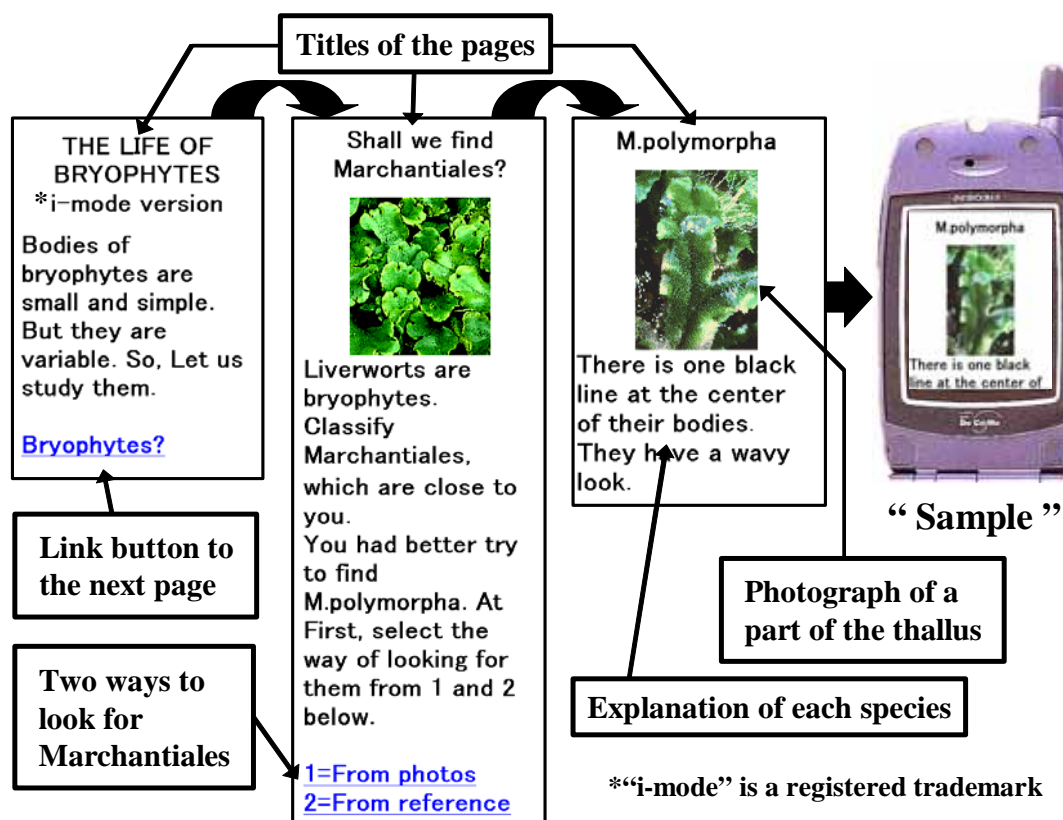 Titles of the pages
THE LIFE OF
BRYOPHYTES
*i-mode version
Bodies of
bryophytes are
small and simple.
But they are
variable. So, Let us
study them.
Bryophytes?
Link button to
the next page
Two ways to
look for
Marchantiales
Shall we find
Marchantiales?
Liverworts are
bryophytes.
Classify
Marchantiales,
which are close to
you.
You had better try
to find
M.polymorpha. At
First, select the
way of looking for
them from 1 and 2
below.
1=From photos
2=From reference
M.polymorpha
There is one black
line at the center
of their bodies.
They have a wavy
look.
M.polymorpha
There is one black
line at the center of
“ Sample ”
Photograph of a
part of the thallus
Explanation of each species
*“i-mode” is a registered trademark